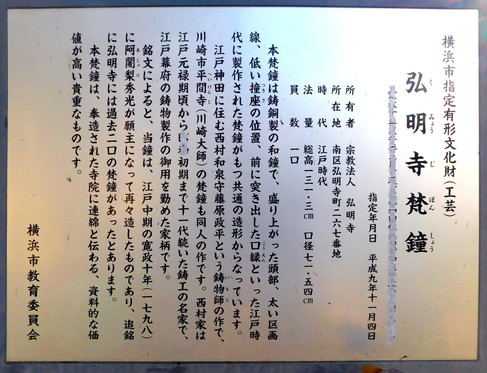 横浜市指定有形文化財(工芸)
弘明寺梵鐘
ぐみょうじぼんしょう
指定年月日 平成九年十一月四日
所有者 宗教法人 弘明寺
所在地 南区弘明寺町二六七番地
時代 江戸時代
法量 総高一三一・三cm 口径七二・五四cm
員数 一口
本梵鐘は鋳銅製の和鐘で、盛り上がった頭部、太い区画
線、低い撞座の位置、前に突き出した口縁といった江戸時
代に製作された梵鐘がもつ共通の造形からなっています。
江戸神田に住む西村和泉守藤原政平という鋳物師の作で、
川崎市平間寺(川崎大師)の梵鐘も同人の作です。西村家は
江戸元禄期頃から初期まで十一代続いた鋳工の名家で、
江戸幕府の鋳物製作の御用を勤めた家柄です。
銘文によると、当鐘は、江戸中期の寛政十年(一七九八)
に阿闍梨秀光が願主になって再々造したものであり、追銘
に弘明寺には過去二口の梵鐘があったとあります。
本梵鐘は、奉造された寺院に連綿と伝わる、資料的な価
値が高い貴重なものです。
横浜市教育委員会